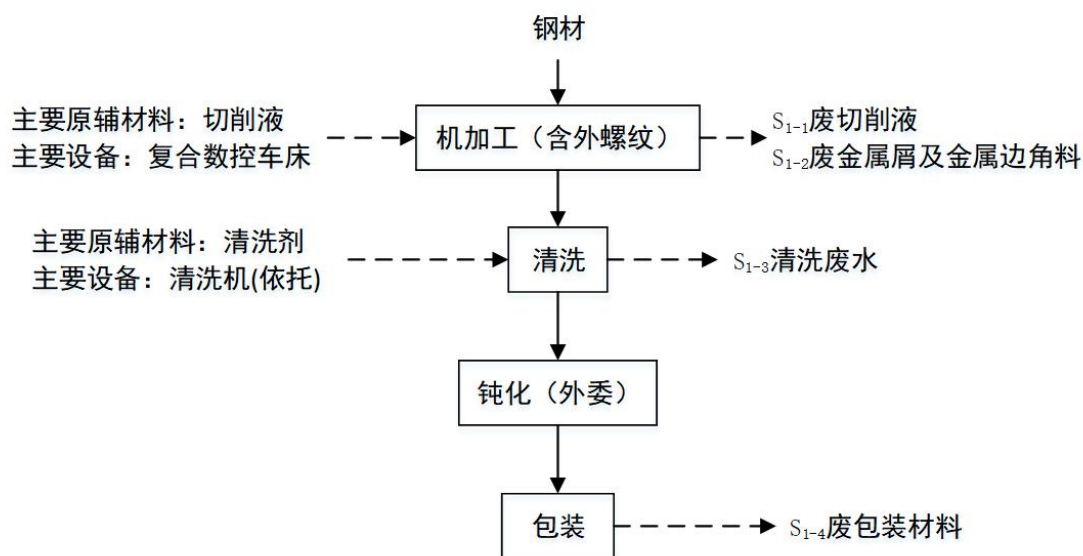 钢材
主要原辅材料：切削液
主要设备：复合数控车床
机加工（含外螺纹）
S₁₋₁废切削液
S₁₋₂废金属屑及金属边角料
主要原辅材料：清洗剂
主要设备：清洗机(依托)
清洗
S₁₋₃清洗废水
钝化（外委）
包装
S₁₋₄废包装材料